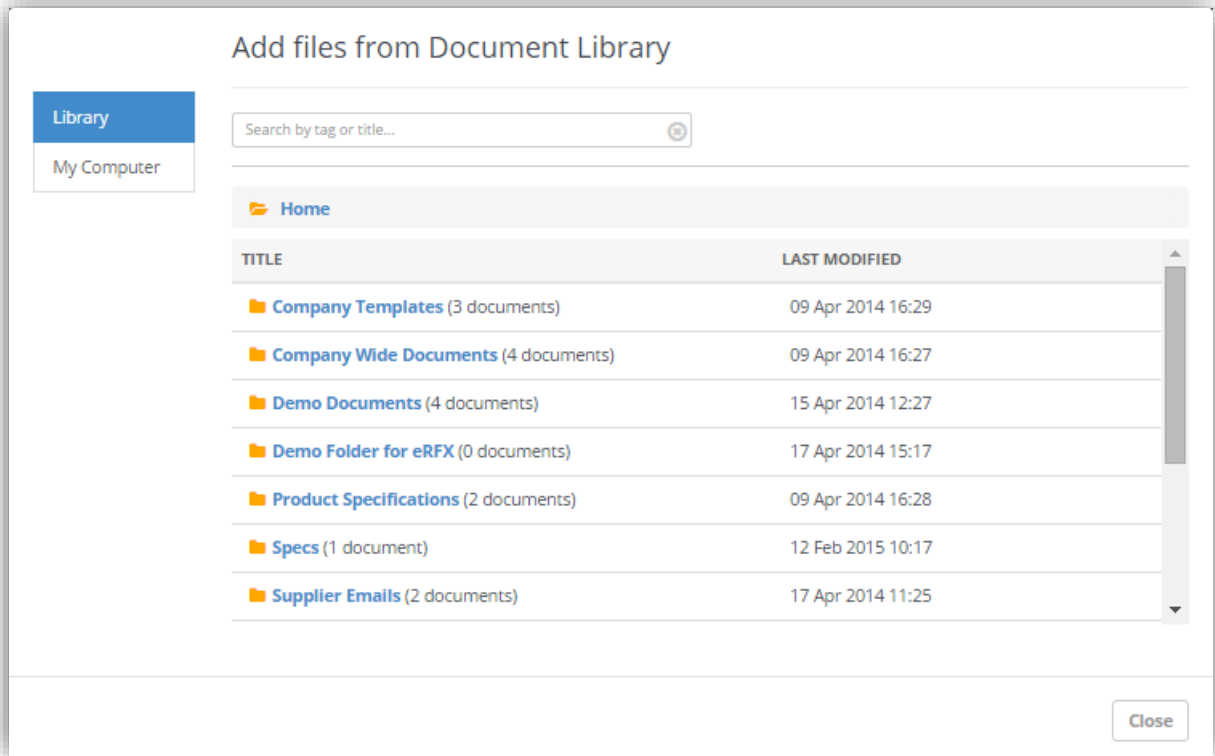 Add files from Document Library
Library
My Computer
Search by tag or title...
Home
TITLE LAST MODIFIED
Company Templates (3 documents) 09 Apr 2014 16:29
Company Wide Documents (4 documents) 09 Apr 2014 16:27
Demo Documents (4 documents) 15 Apr 2014 12:27
Demo Folder for eRFX (0 documents) 17 Apr 2014 15:17
Product Specifications (2 documents) 09 Apr 2014 16:28
Specs (1 document) 12 Feb 2015 10:17
Supplier Emails (2 documents) 17 Apr 2014 11:25
Close